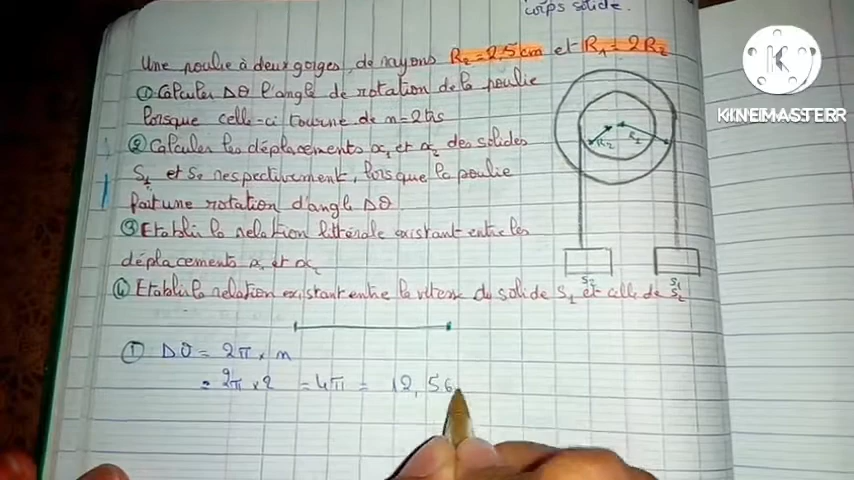 corps solide.
Une poulie à deux gorges, de rayons R₂ = 25 cm et R₁ = 2R₂
① Calculer Δθ l'angle de rotation de la poulie
lorsque celle-ci tourne de n = 2 trs
② Calculer les déplacements x₁ et x₂ des solides
S₁ et S₂ respectivement, lorsque la poulie
fait une rotation d'angle Δθ
③ Etablir la relation littérale existant entre les
déplacements x₁ et x₂
④ Etablir la relation existant entre la vitesse du solide S₁ et celle de S₂
R₂ R₁
S₂ S₁
① Δθ = 2π × n
= 2π × 2 = 4π = 12,56
K
KINEMASTER